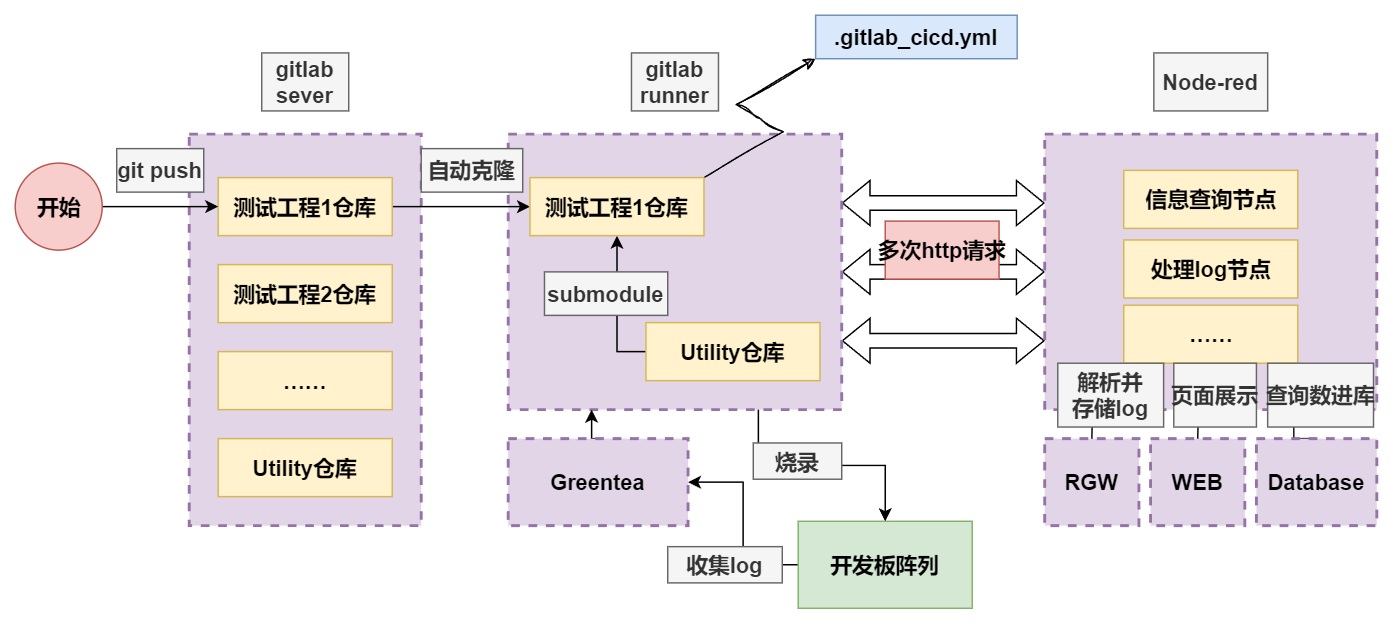 .gitlab_cicd.yml
gitlab
sever
gitlab
runner
Node-red
git push
自动克隆
开始
测试工程1仓库
测试工程2仓库
……
Utility仓库
测试工程1仓库
submodule
Utility仓库
多次http请求
信息查询节点
处理log节点
……
解析并
存储log
页面展示
查询数进库
Greentea
烧录
收集log
开发板阵列
RGW
WEB
Database